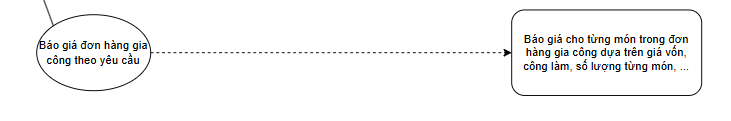 Báo giá đơn hàng gia
công theo yêu cầu
Báo giá cho từng món trong đơn
hàng gia công dựa trên giá vốn,
công làm, số lượng từng món, ...